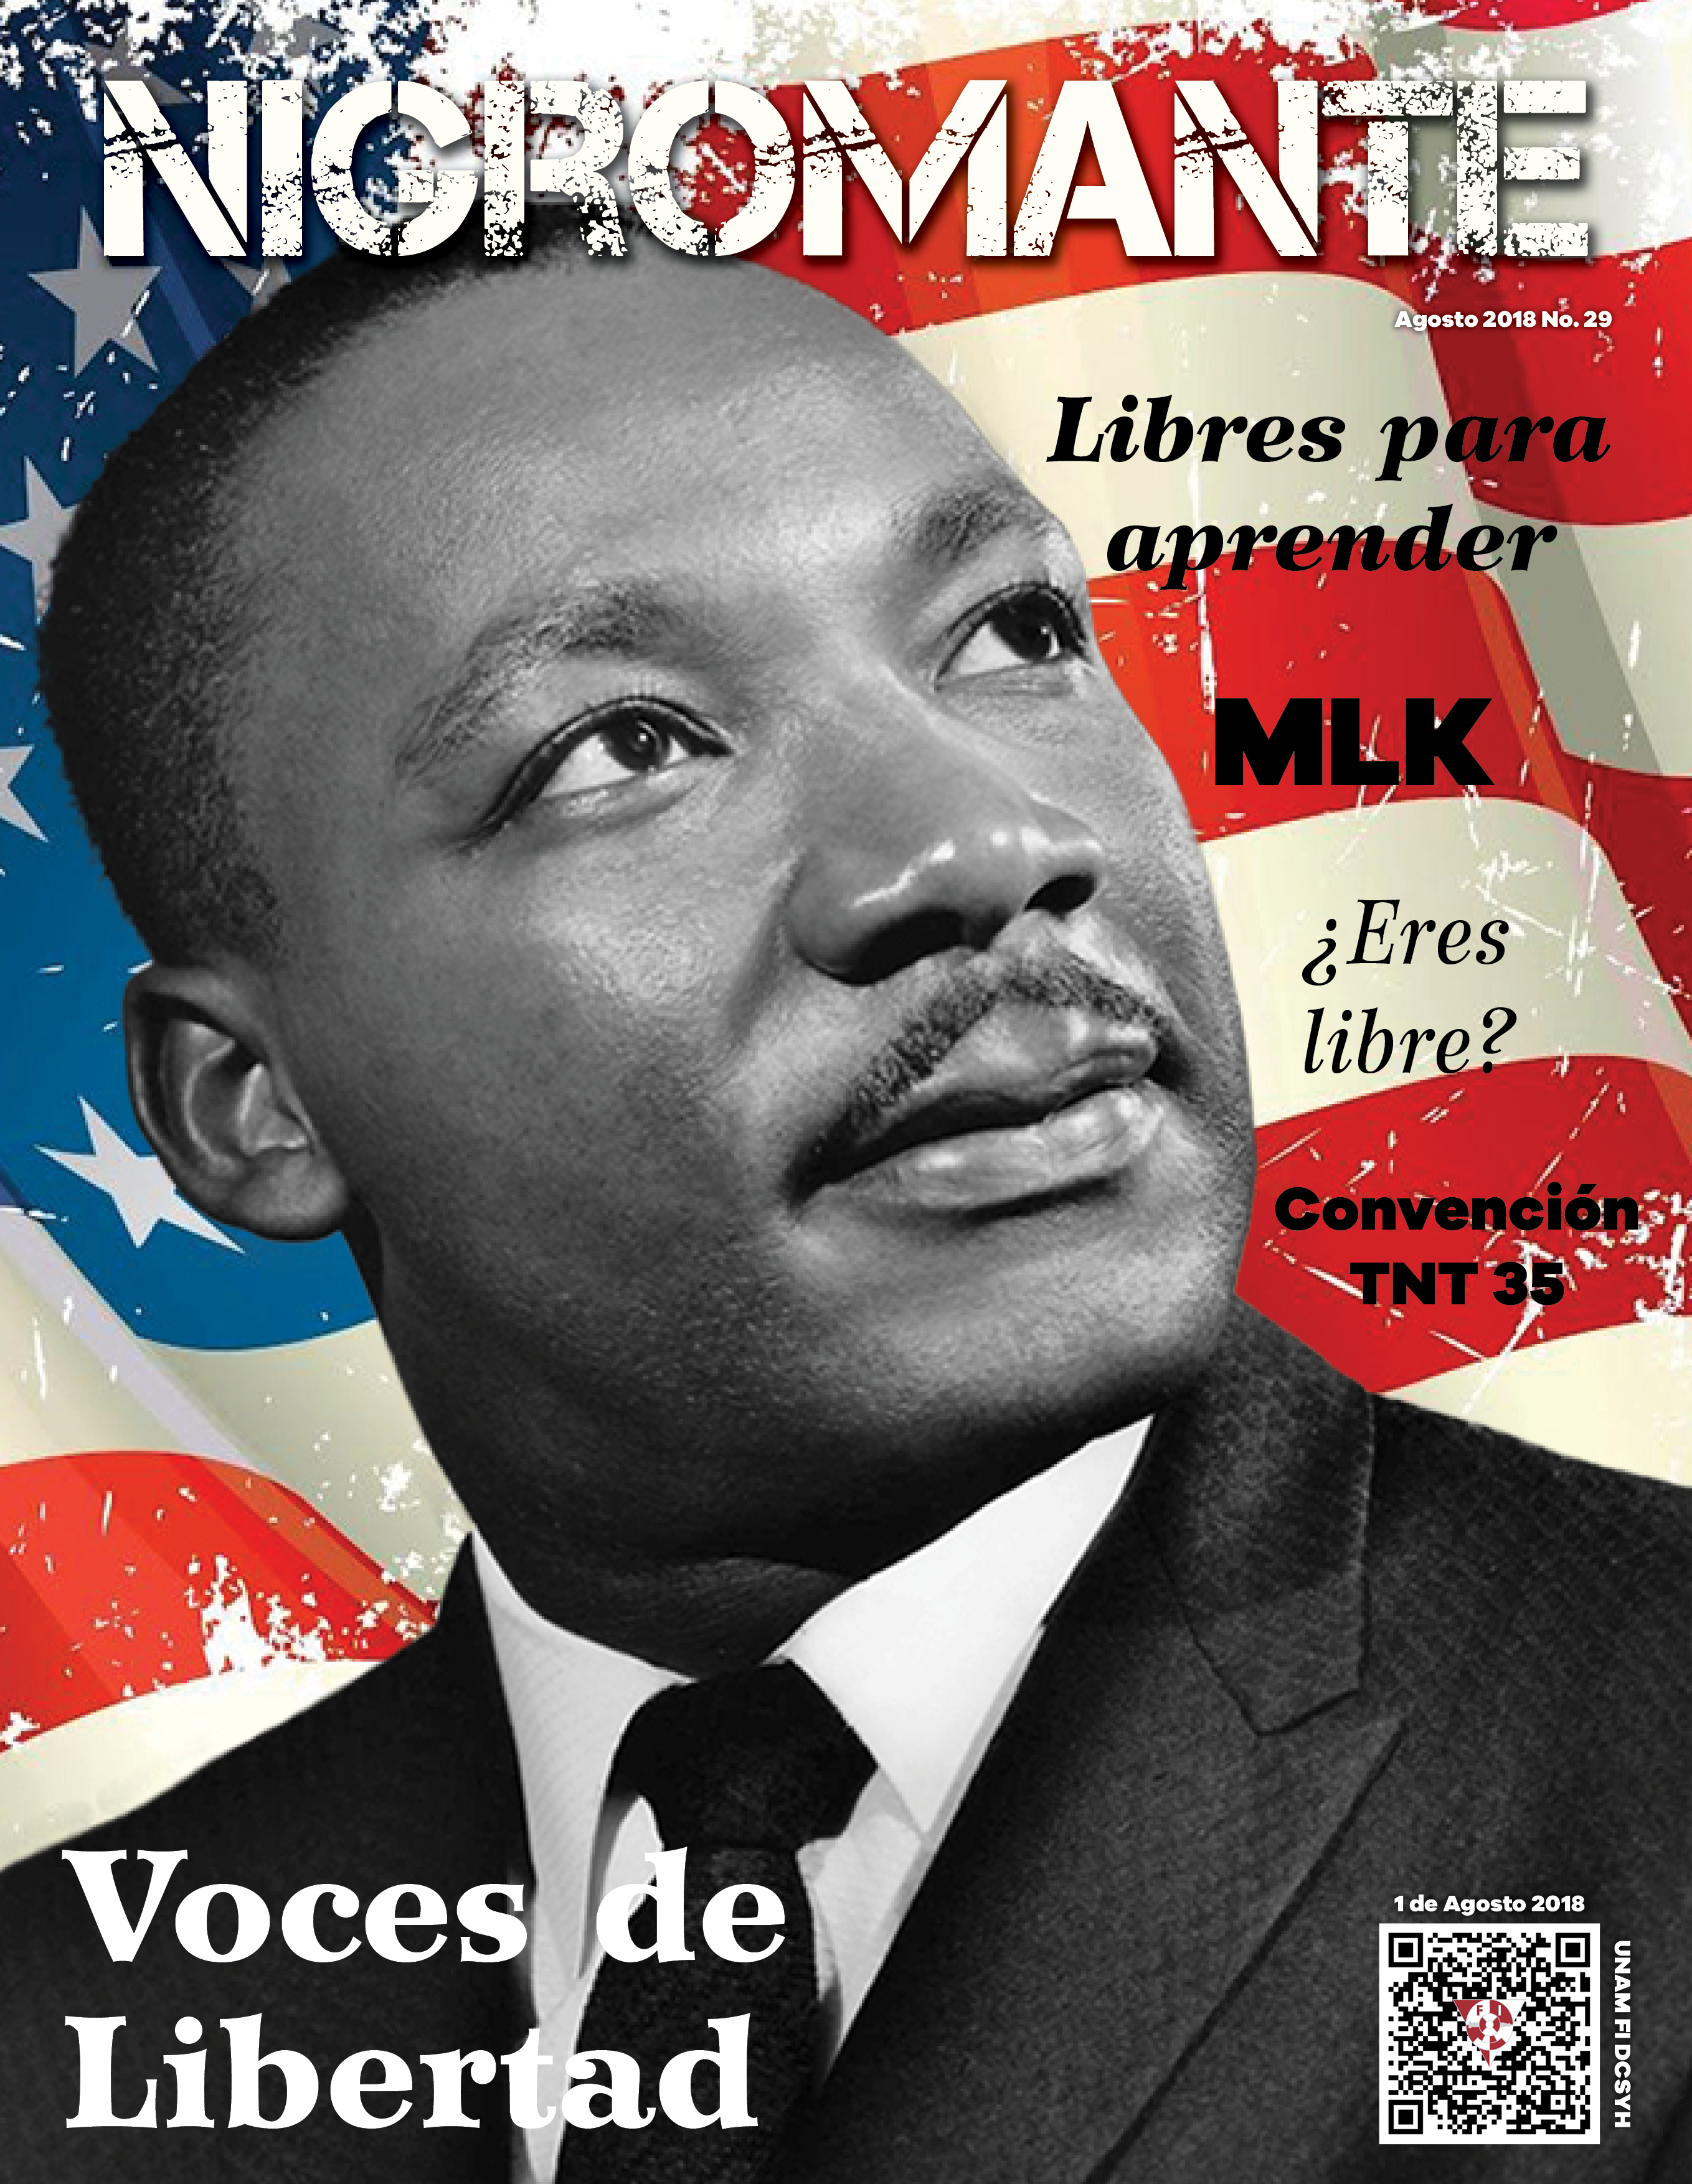 NIGROMANTE
Agosto 2018 No. 29
Libres para
aprender
MLK
¿Eres
libre?
Convención
TNT 35
Voces de
Libertad
1 de Agosto 2018
F I
UNAM FI DCSYH